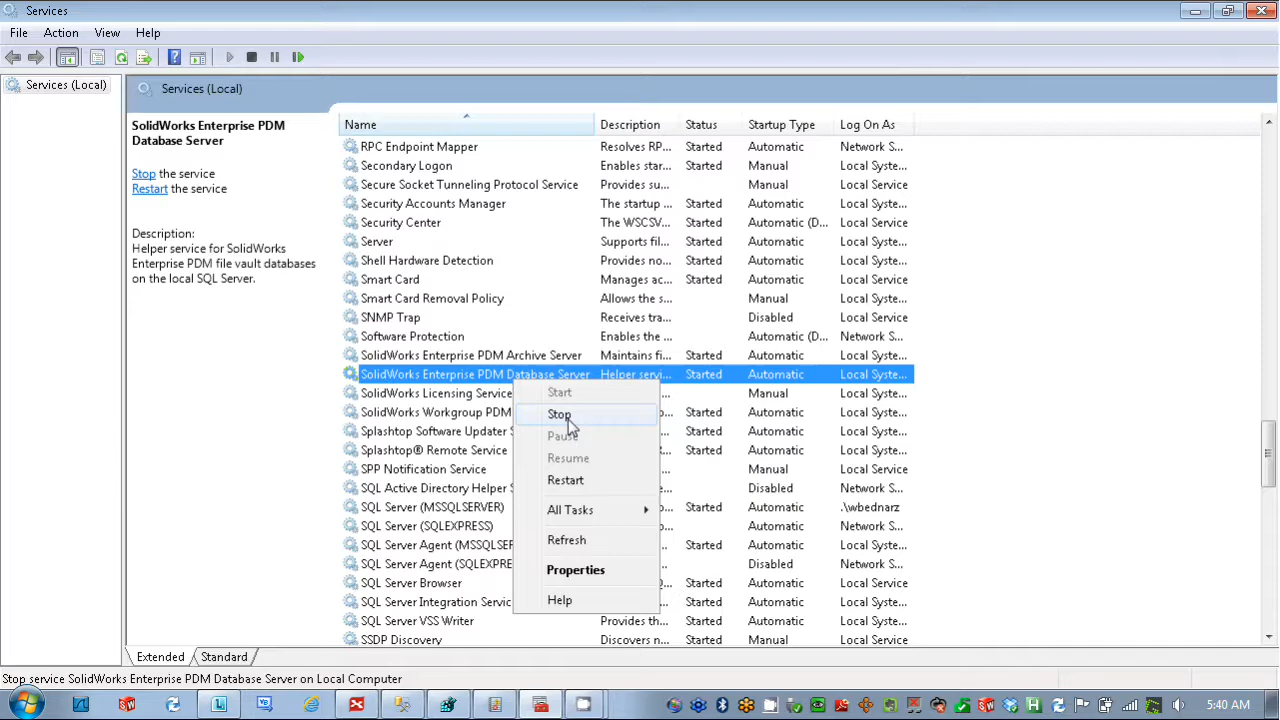 Services
File Action View Help
Services (Local)
Services (Local)
SolidWorks Enterprise PDM
Database Server
Stop the service
Restart the service
Description:
Helper service for SolidWorks
Enterprise PDM file vault databases
on the local SQL Server.
Name Description Status Startup Type Log On As
RPC Endpoint Mapper Resolves RP... Started Automatic Network S...
Secondary Logon Enables star... Started Manual Local Syste...
Secure Socket Tunneling Protocol Service Provides su... Manual Local Service
Security Accounts Manager The startup ... Started Automatic Local Syste...
Security Center The WSCSV... Started Automatic (D... Local Service
Server Supports fil... Started Automatic Local Syste...
Shell Hardware Detection Provides no... Started Automatic Local Syste...
Smart Card Manages ac... Started Automatic Local Service
Smart Card Removal Policy Allows the s... Manual Local Syste...
SNMP Trap Receives tra... Disabled Local Service
Software Protection Enables the ... Automatic (D... Network S...
SolidWorks Enterprise PDM Archive Server Maintains fi... Started Automatic Local Syste...
SolidWorks Enterprise PDM Database Server Helper servi... Started Automatic Local Syste...
SolidWorks Licensing Service Manual Local Syste...
SolidWorks Workgroup PDM Started Automatic Local Syste...
Splashtop Software Updater Started Automatic Local Syste...
Splashtop® Remote Service Started Automatic Local Syste...
SPP Notification Service Manual Local Service
SQL Active Directory Helper Disabled Network S...
SQL Server (MSSQLSERVER) Started Automatic .\wbednarz
SQL Server (SQLEXPRESS) Automatic Network S...
SQL Server Agent (MSSQLSE Started Automatic Local Syste...
SQL Server Agent (SQLEXPRE Disabled Network S...
SQL Server Browser Started Automatic Local Service
SQL Server Integration Servic Started Automatic Local Syste...
SQL Server VSS Writer Provides th... Started Automatic Local Syste...
SSDP Discovery Discovers n... Started Manual Local Service
Start
Stop
Pause
Resume
Restart
All Tasks
Refresh
Properties
Help
Extended Standard
Stop service SolidWorks Enterprise PDM Database Server on Local Computer
5:40 AM